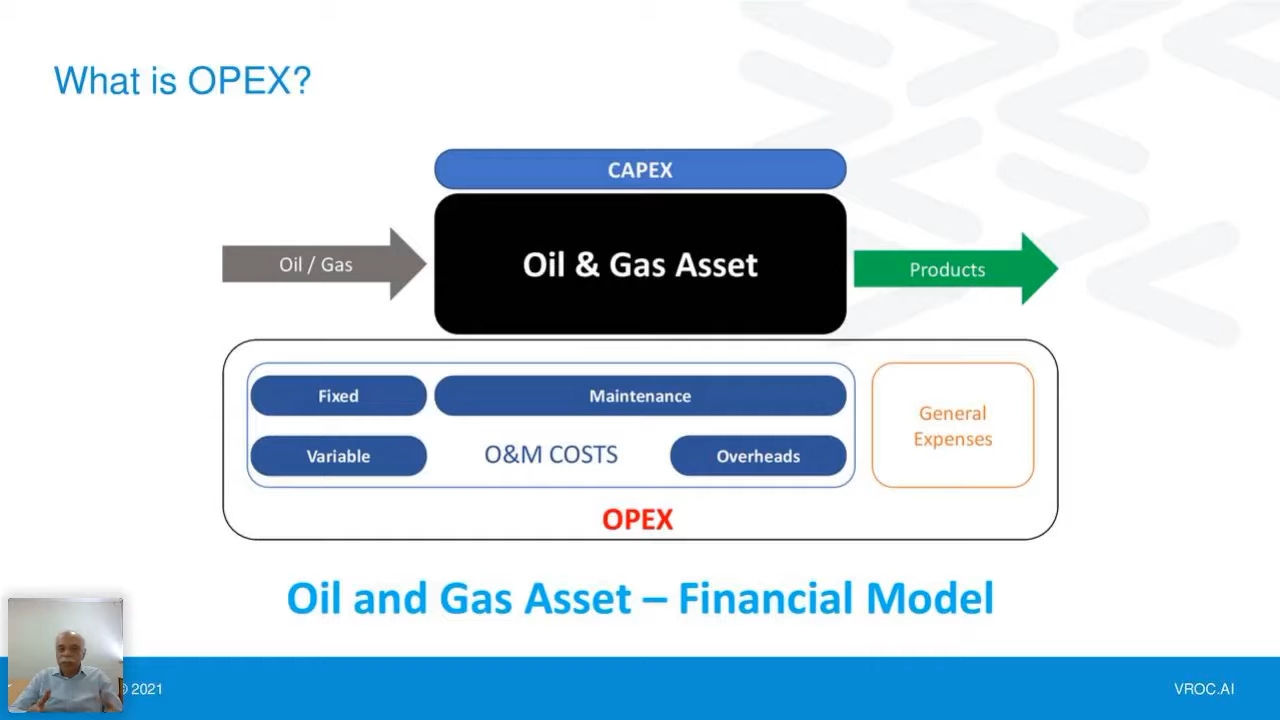 What is OPEX?
CAPEX
Oil / Gas
Oil & Gas Asset
Products
Fixed
Maintenance
General
Expenses
Variable
O&M COSTS
Overheads
OPEX
Oil and Gas Asset – Financial Model
© 2021
VROC.AI